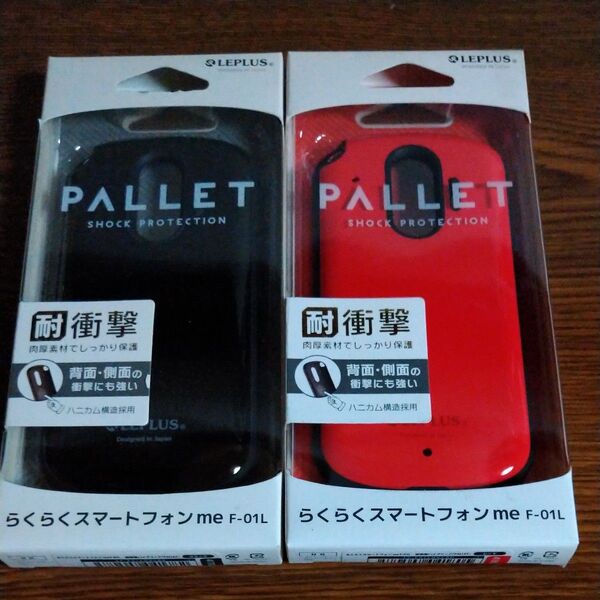 LEPLUS
PALLET
SHOCK PROTECTION
耐衝撃
肉厚素材でしっかり保護
背面・側面の
衝撃にも強い
ハニカム構造採用
LEPLUS
Designed in Japan
らくらくスマートフォン me F-01L
LEPLUS
PALLET
SHOCK PROTECTION
耐衝撃
肉厚素材でしっかり保護
背面・側面の
衝撃にも強い
ハニカム構造採用
LEPLUS
らくらくスマートフォン me F-01L